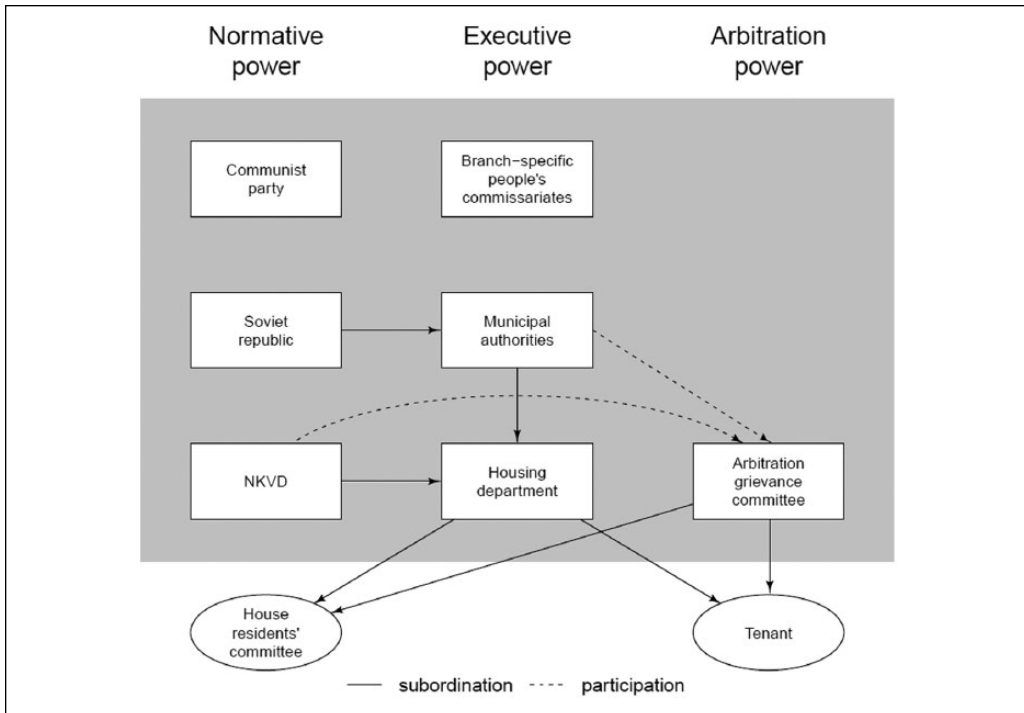 Normative
power
Executive
power
Arbitration
power
Communist
party
Branch−specific
people's
commissariates
Soviet
republic
Municipal
authorities
NKVD
Housing
department
Arbitration
grievance
committee
House
residents'
committee
Tenant
subordination
participation